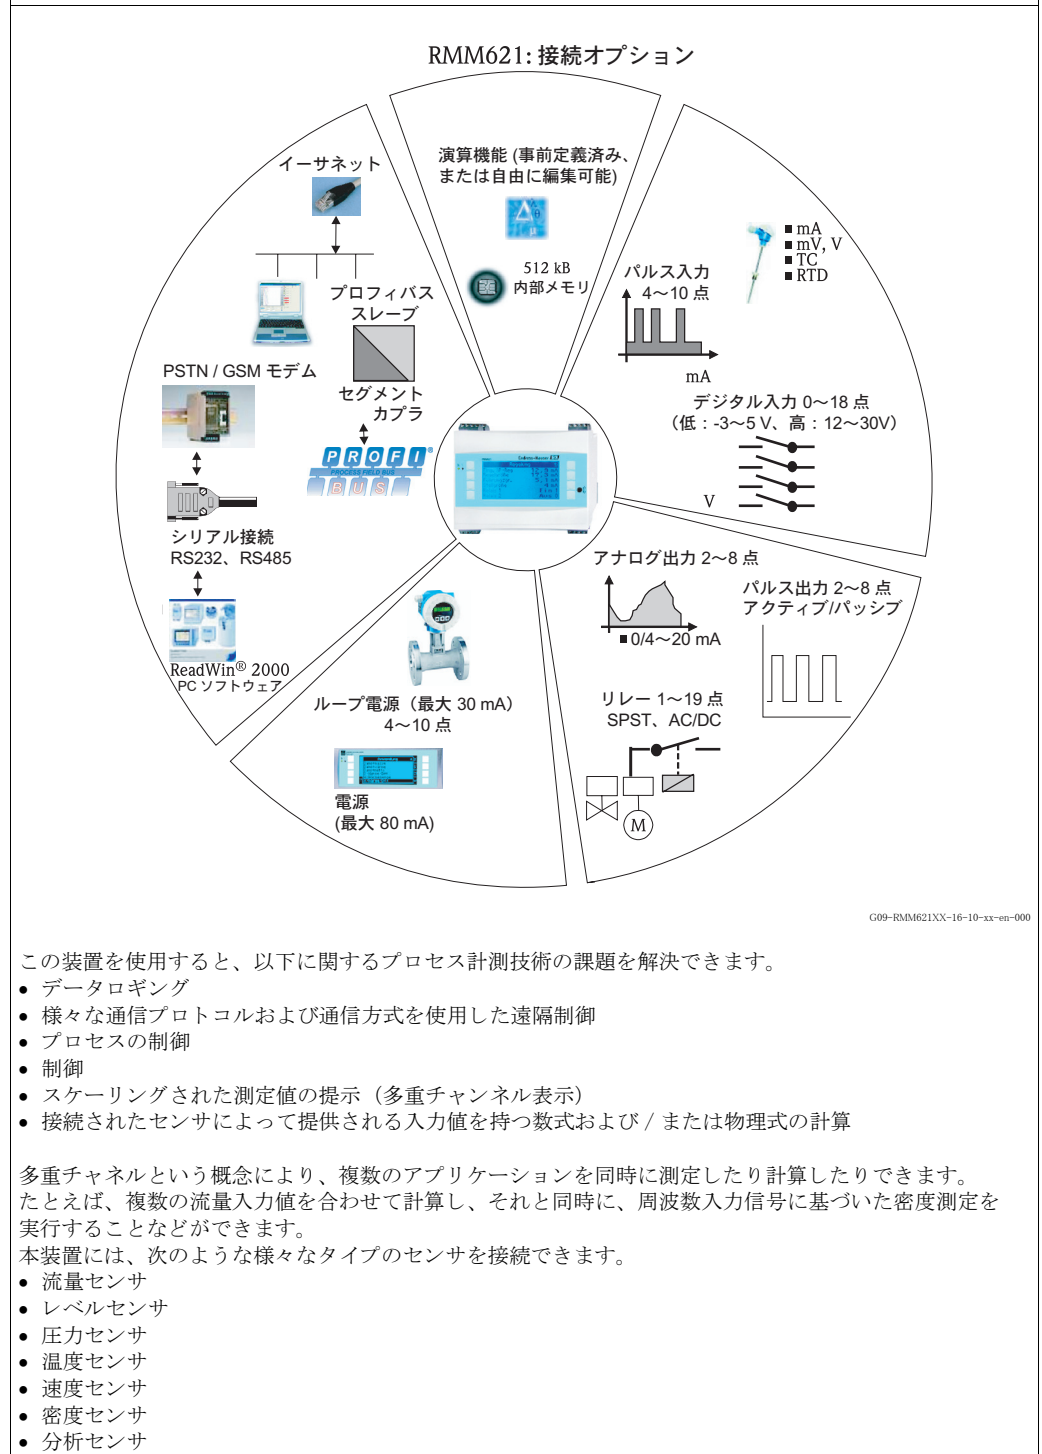 RMM621: 接続オプション
演算機能 (事前定義済み、
または自由に編集可能)
512 kB
内部メモリ
イーサネット
プロフィバス
スレーブ
セグメント
カプラ
PROFI
PROCESS FIELD BUS
BUS
PSTN / GSM モデム
シリアル接続
RS232、RS485
ReadWin® 2000
PC ソフトウェア
■ mA
■ mV, V
■ TC
■ RTD
パルス入力
4～10 点
mA
デジタル入力 0～18 点
（低：-3～5 V、高：12～30V）
V
アナログ出力 2～8 点
■ 0/4～20 mA
パルス出力 2～8 点
アクティブ/パッシブ
リレー 1～19 点
SPST、AC/DC
M
ループ電源（最大 30 mA）
4～10 点
電源
(最大 80 mA)
G09-RMM621XX-16-10-xx-en-000
この装置を使用すると、以下に関するプロセス計測技術の課題を解決できます。
• データロギング
• 様々な通信プロトコルおよび通信方式を使用した遠隔制御
• プロセスの制御
• 制御
• スケーリングされた測定値の提示（多重チャンネル表示）
• 接続されたセンサによって提供される入力値を持つ数式および / または物理式の計算
多重チャネルという概念により、複数のアプリケーションを同時に測定したり計算したりできます。
たとえば、複数の流量入力値を合わせて計算し、それと同時に、周波数入力信号に基づいた密度測定を
実行することなどができます。
本装置には、次のような様々なタイプのセンサを接続できます。
• 流量センサ
• レベルセンサ
• 圧力センサ
• 温度センサ
• 速度センサ
• 密度センサ
• 分析センサ